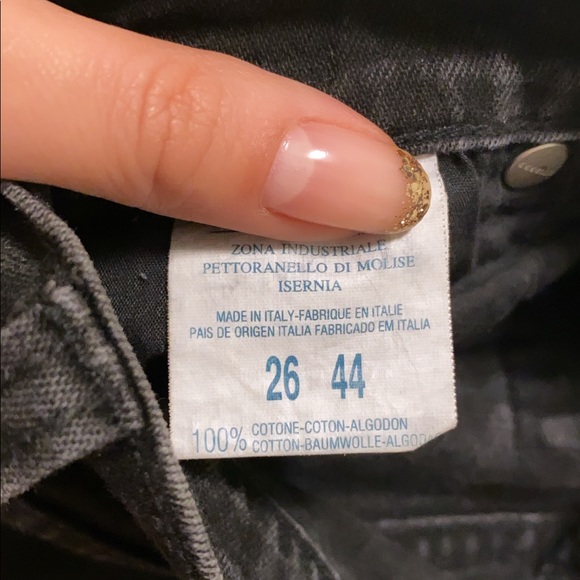 ZONA INDUSTRIALE
PETTORANELLO DI MOLISE
ISERNIA
MADE IN ITALY-FABRIQUE EN ITALIE
PAIS DE ORIGEN ITALIA FABRICADO EM ITALIA
26 44
100% COTONE-COTON-ALGODON
COTTON-BAUMWOLLE-ALGOD